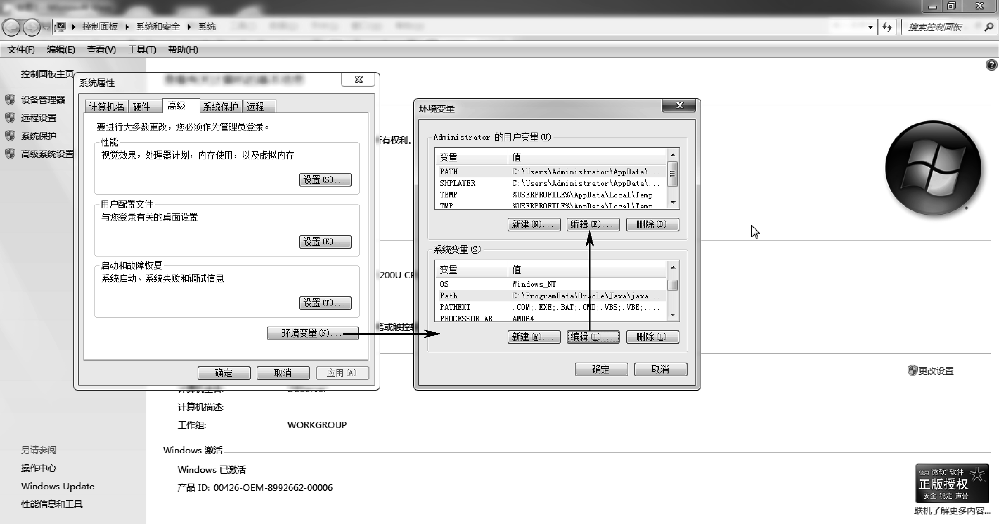 控制面板 系统和安全 系统
搜索控制面板
文件(F) 编辑(E) 查看(V) 工具(T) 帮助(H)
控制面板主页
设备管理器
远程设置
系统保护
高级系统设置
系统属性
计算机名 硬件 高级 系统保护 远程
要进行大多数更改，您必须作为管理员登录。
性能
视觉效果，处理器计划，内存使用，以及虚拟内存
设置(S)...
用户配置文件
与您登录有关的桌面设置
设置(E)...
启动和故障恢复
系统启动、系统失败和调试信息
设置(T)...
环境变量(N)...
确定 取消 应用(A)
有权利。
200U CP
或触控
环境变量
Administrator 的用户变量(U)
变量 值
PATH C:\Users\Administrator\AppData\...
SHPLAYER C:\Users\Administrator\AppData\...
TEMP %USERPROFILE%\AppData\Local\Temp
TMP %USERPROFILE%\AppData\Local\Temp
新建(N)... 编辑(E)... 删除(D)
系统变量(S)
变量 值
OS Windows_NT
Path C:\ProgramData\Oracle\Java\java...
PATHEXT .COM;.EXE;.BAT;.CMD;.VBS;.VBE;....
PROCESSOR_AR AMD64
新建(W)... 编辑(I)... 删除(L)
确定 取消
更改设置
计算机全名: DBServer
计算机描述:
工作组: WORKGROUP
Windows 激活
Windows 已激活
产品 ID: 00426-OEM-8992662-00006
另请参阅
操作中心
Windows Update
性能信息和工具
使用 微软 软件
正版授权
安全 稳定 声誉
联机了解更多内容...